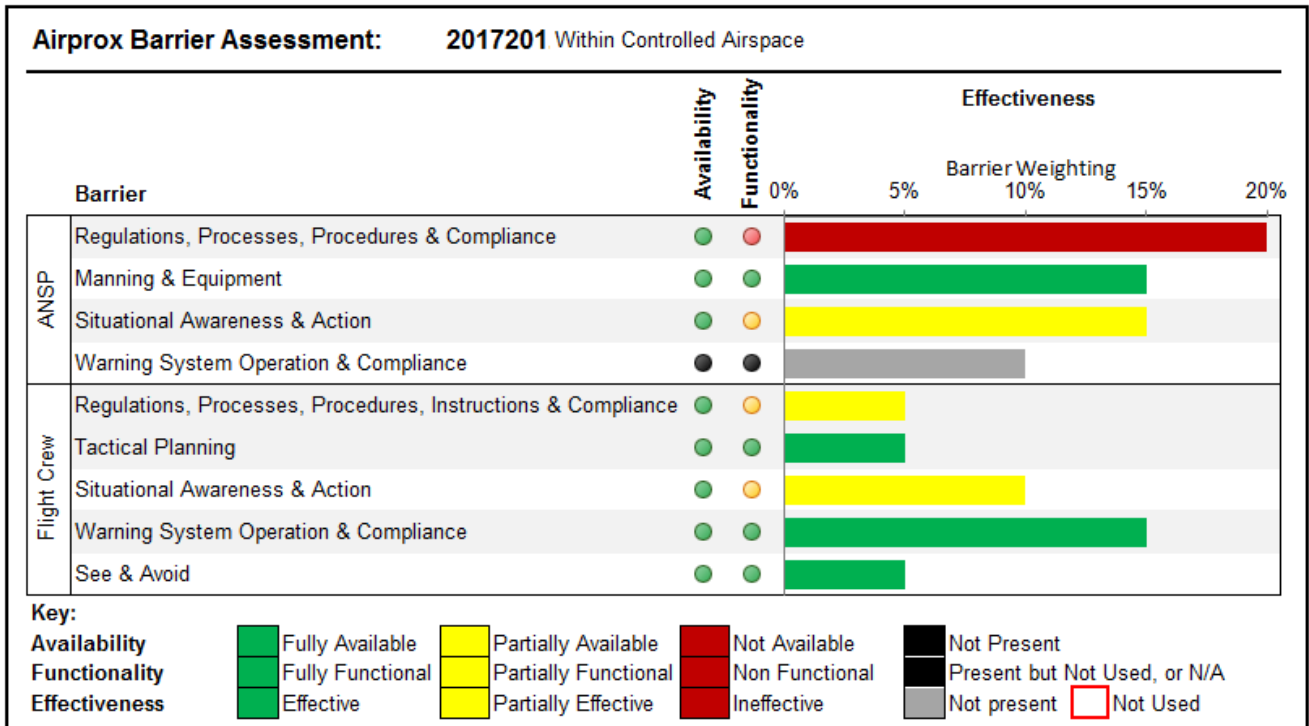 Airprox Barrier Assessment: 2017201 Within Controlled Airspace
Availability
Functionality
Effectiveness
Barrier Weighting
Barrier
0% 5% 10% 15% 20%
ANSP
Regulations, Processes, Procedures & Compliance
Manning & Equipment
Situational Awareness & Action
Warning System Operation & Compliance
Flight Crew
Regulations, Processes, Procedures, Instructions & Compliance
Tactical Planning
Situational Awareness & Action
Warning System Operation & Compliance
See & Avoid
Key:
Availability Fully Available Partially Available Not Available Not Present
Functionality Fully Functional Partially Functional Non Functional Present but Not Used, or N/A
Effectiveness Effective Partially Effective Ineffective Not present Not Used